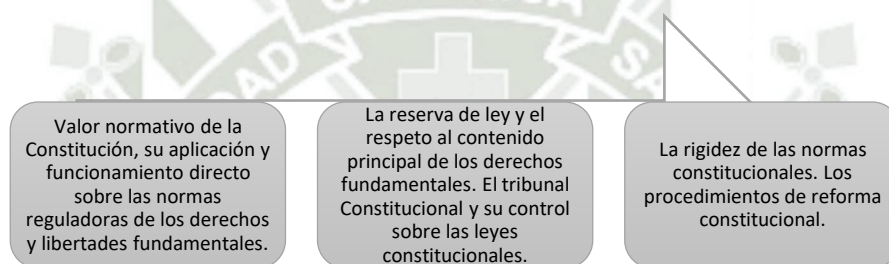 Valor normativo de la
Constitución, su aplicación y
funcionamiento directo
sobre las normas
reguladoras de los derechos
y libertades fundamentales.
La reserva de ley y el
respeto al contenido
principal de los derechos
fundamentales. El tribunal
Constitucional y su control
sobre las leyes
constitucionales.
La rigidez de las normas
constitucionales. Los
procedimientos de reforma
constitucional.